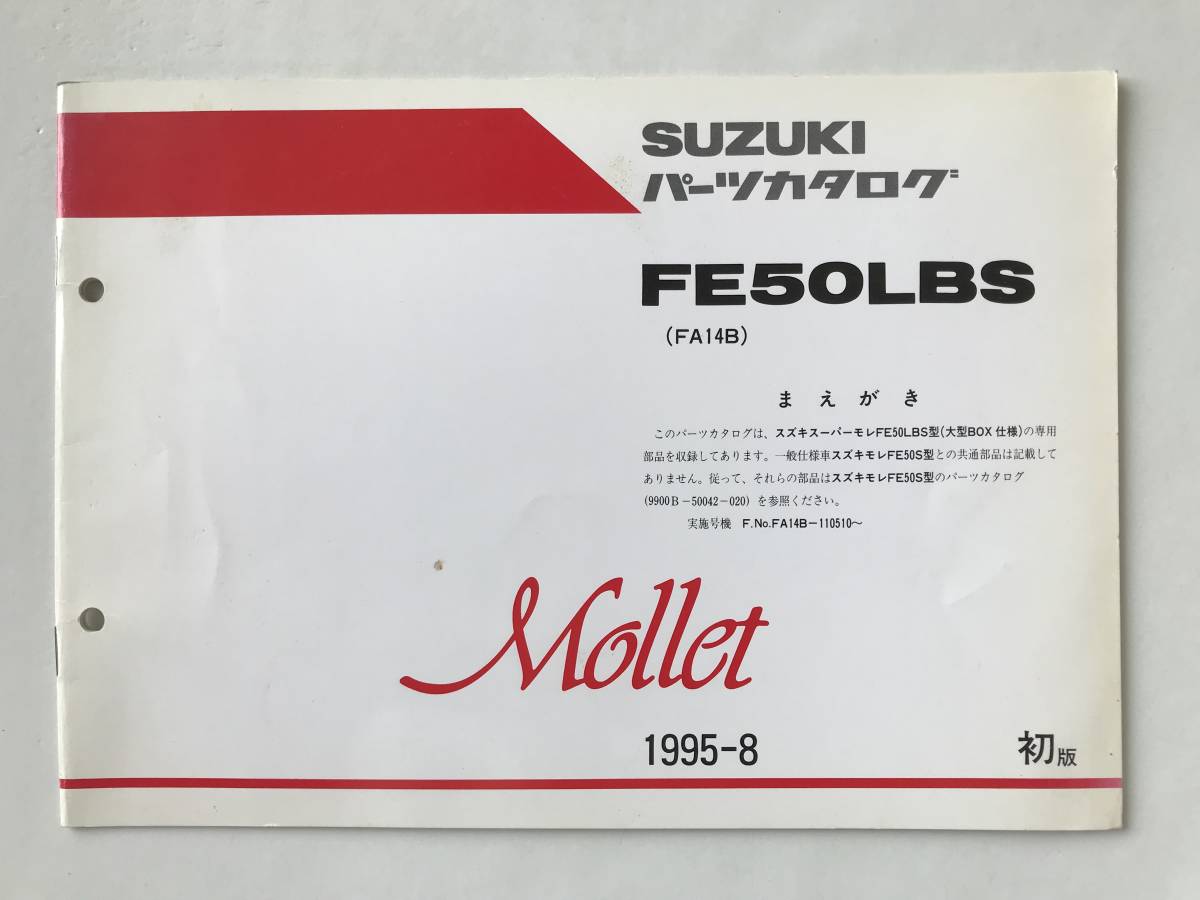 SUZUKI
パーツカタログ
FE50LBS
(FA14B)
まえがき
このパーツカタログは、スズキスーパーモレFE50LBS型(大型BOX仕様)の専用
部品を収録してあります。一般仕様車スズキモレFE50S型との共通部品は記載して
ありません。従って、それらの部品はスズキモレFE50S型のパーツカタログ
(9900B-50042-020) を参照ください。
実施号機 F.No.FA14B-110510〜
Mollet
1995-8
初版